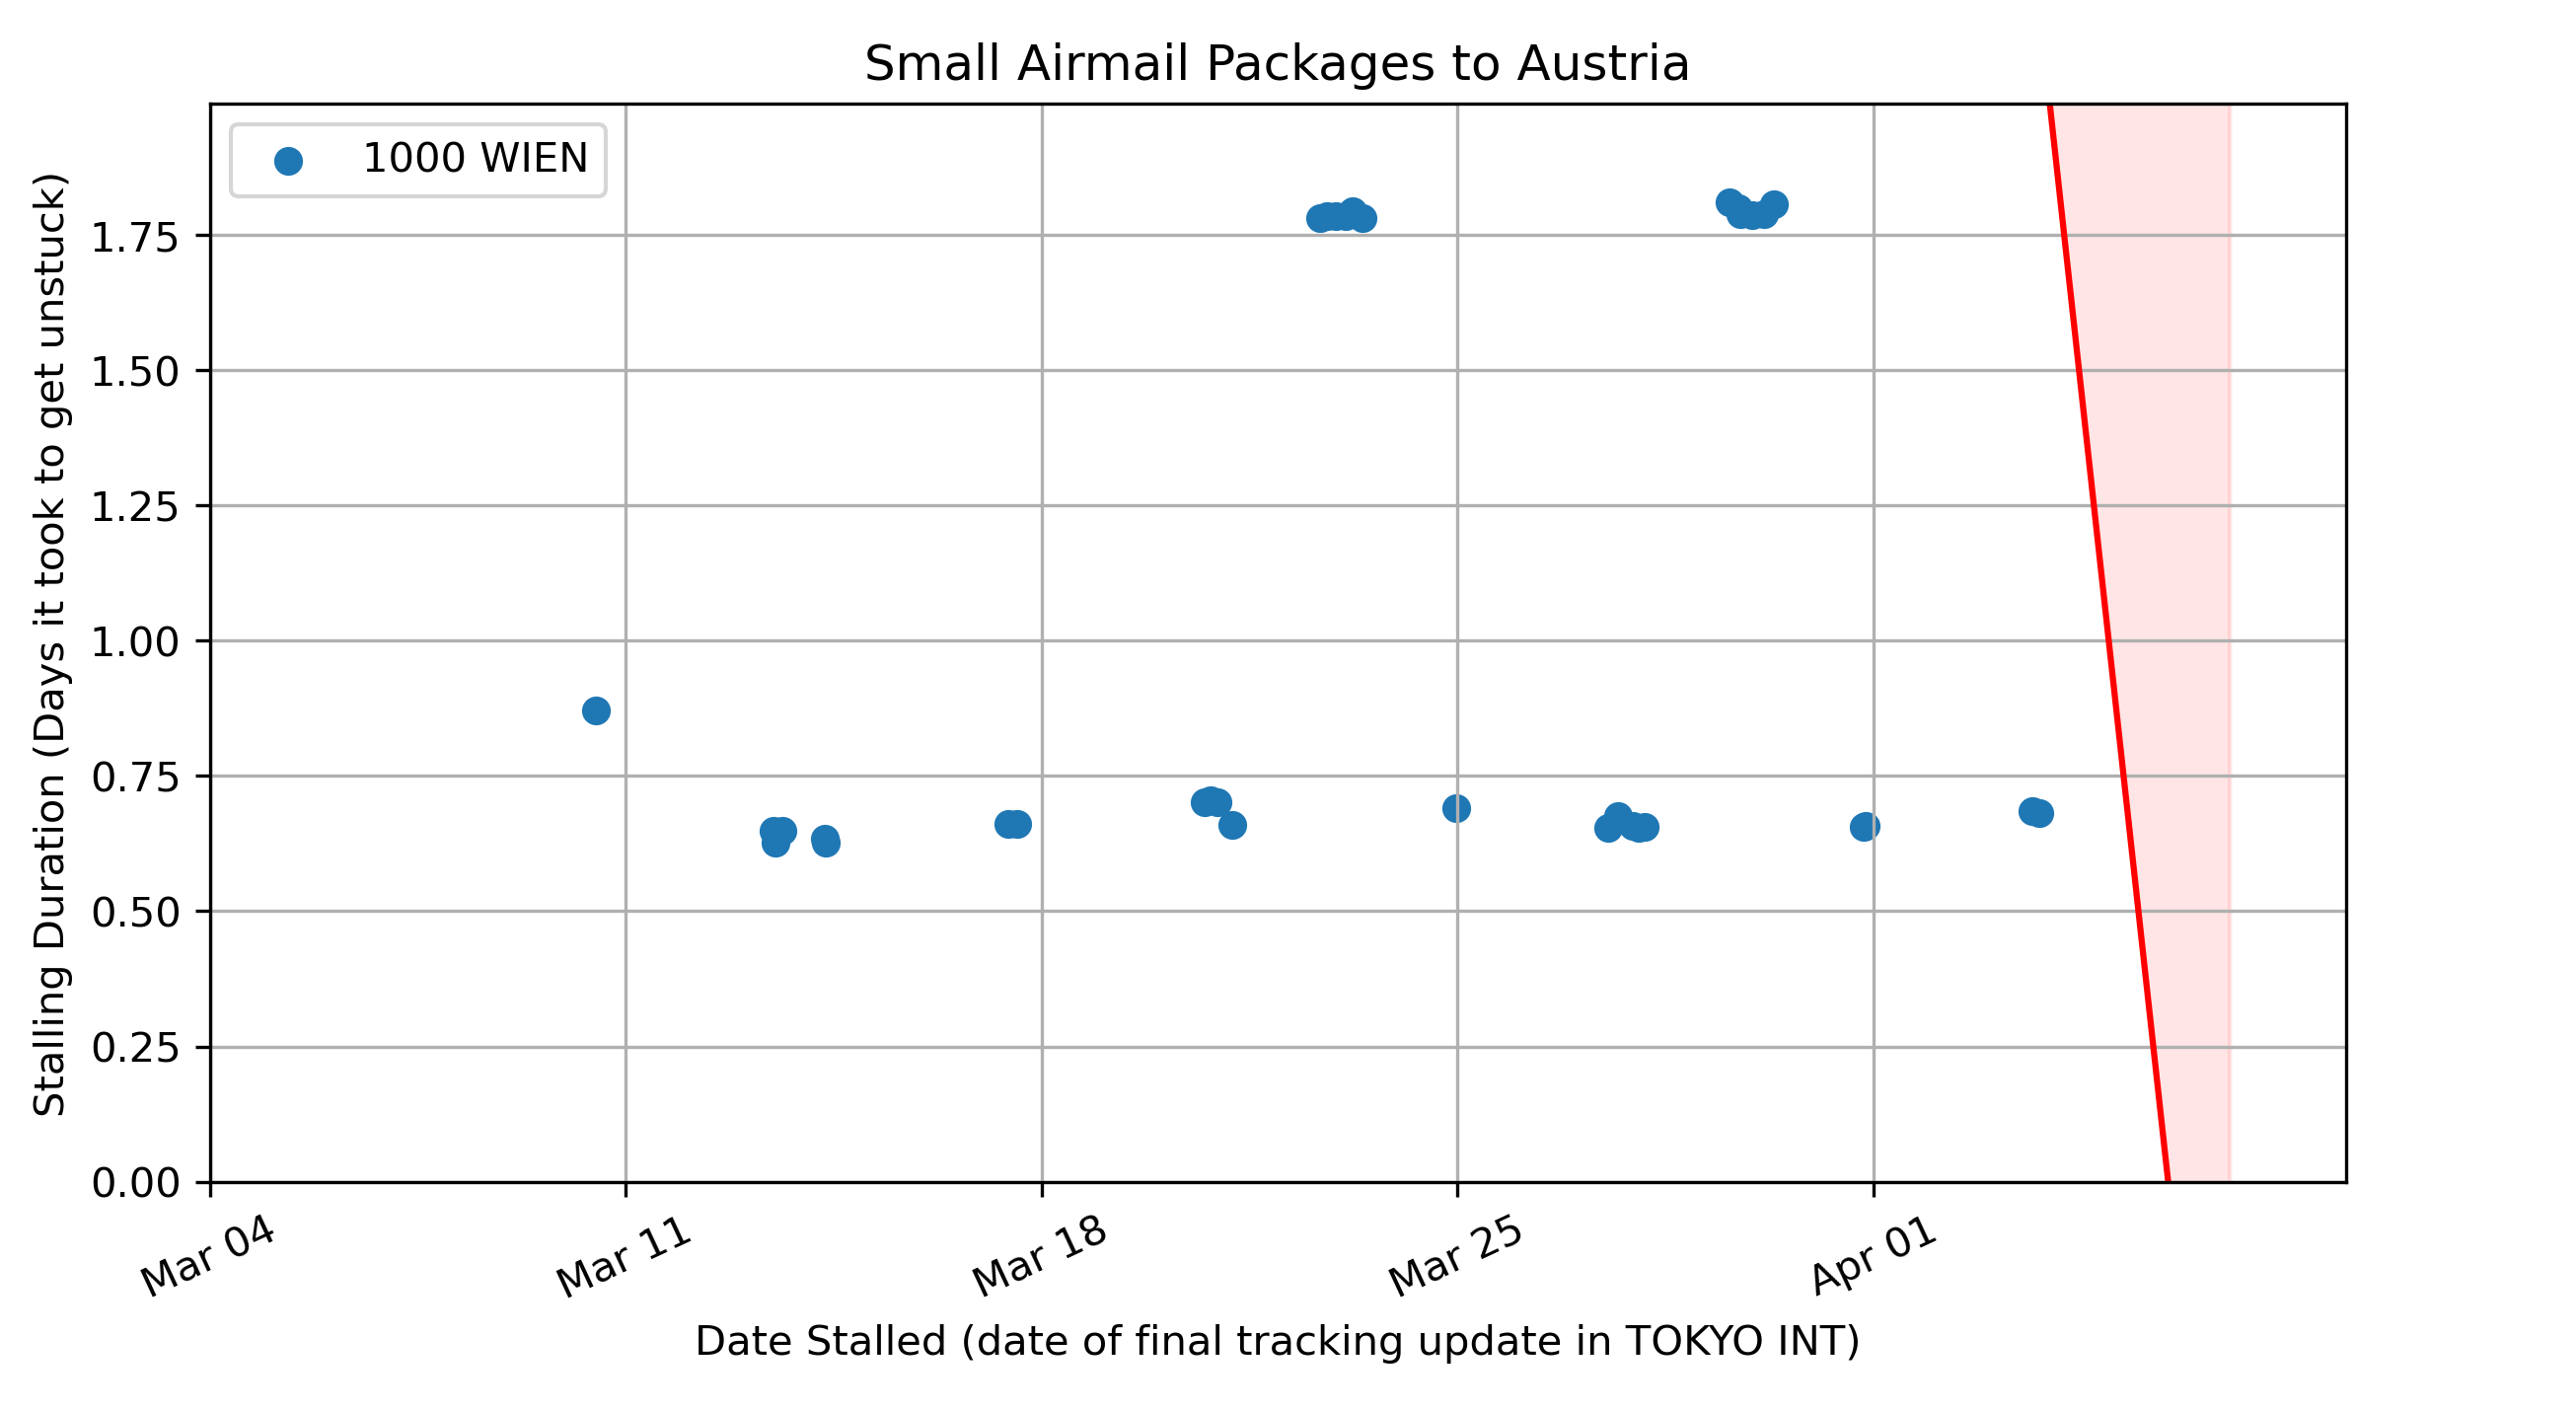 Small Airmail Packages to Austria
1000 WIEN
Stalling Duration (Days it took to get unstuck)
1.75
1.50
1.25
1.00
0.75
0.50
0.25
0.00
Mar 04
Mar 11
Mar 18
Mar 25
Apr 01
Date Stalled (date of final tracking update in TOKYO INT)